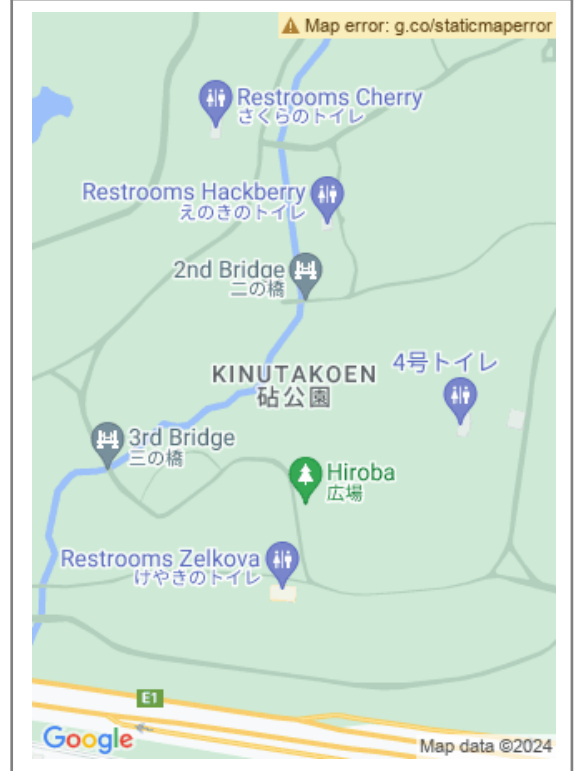 Map error: g.co/staticmaperror
Restrooms Cherry
さくらのトイレ
Restrooms Hackberry
えのきのトイレ
2nd Bridge
二の橋
KINUTAKOEN
砧公園
4号トイレ
3rd Bridge
三の橋
Hiroba
広場
Restrooms Zelkova
けやきのトイレ
E1
Google
Map data ©2024